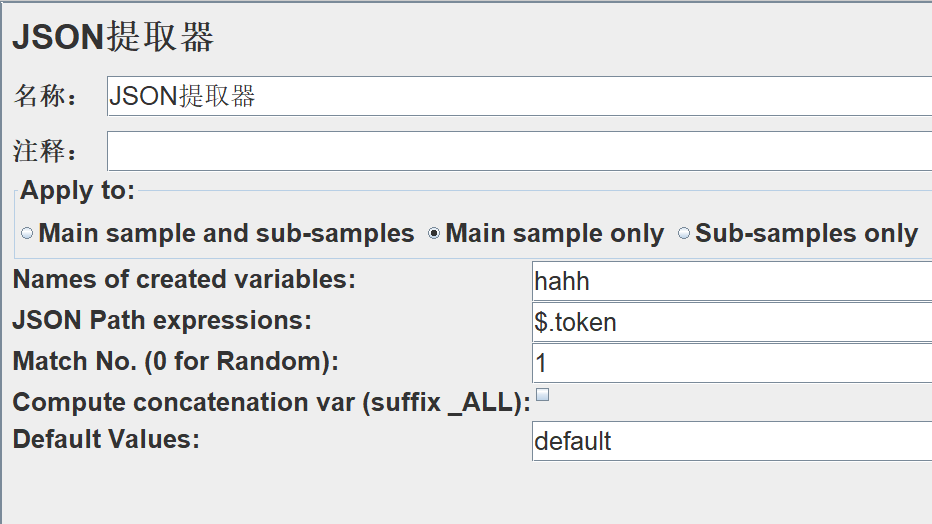 JSON提取器
名称： JSON提取器
注释：
Apply to:
Main sample and sub-samples Main sample only Sub-samples only
Names of created variables: hahh
JSON Path expressions: $.token
Match No. (0 for Random): 1
Compute concatenation var (suffix _ALL):
Default Values: default